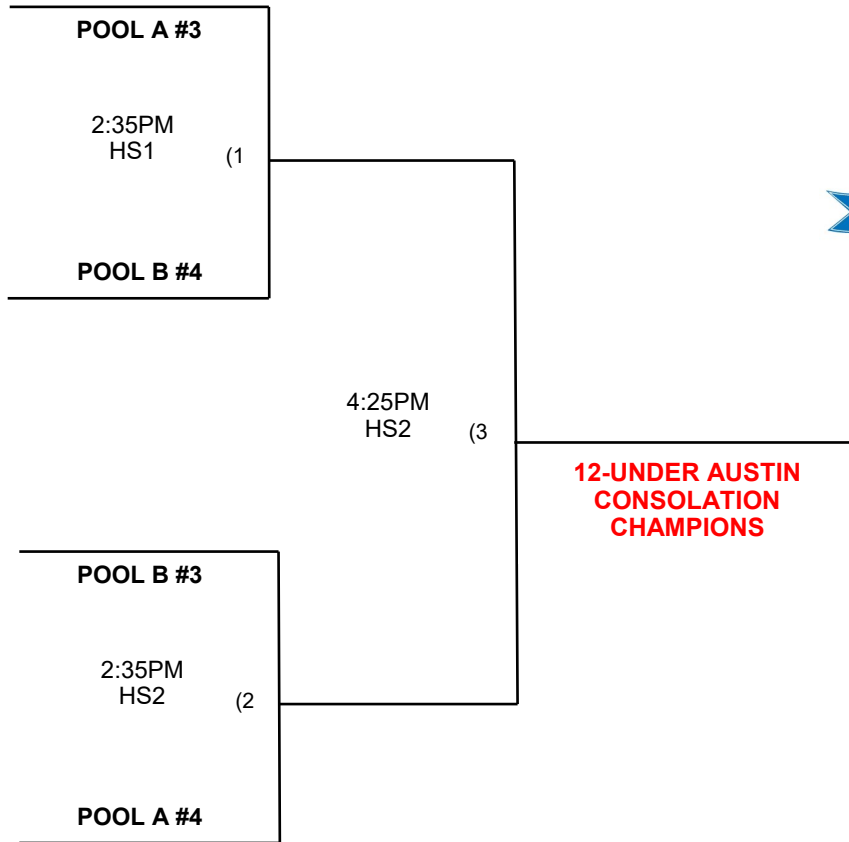 POOL A #3
2:35PM
HS1
(1
POOL B #4
4:25PM
HS2
(3
12-UNDER AUSTIN
CONSOLATION
CHAMPIONS
POOL B #3
2:35PM
HS2
(2
POOL A #4